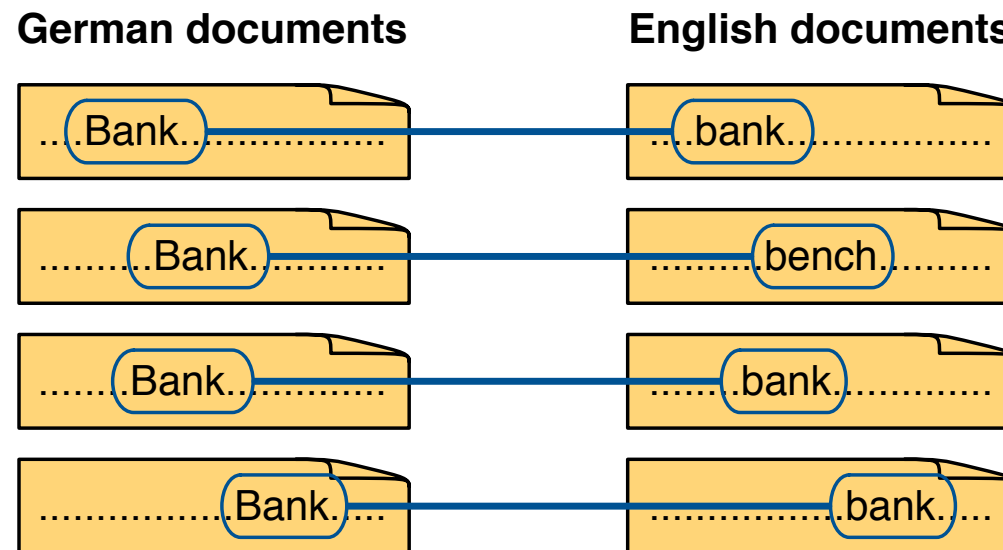 German documents English documents
....Bank.................. ....bank..................
..........Bank............ ..........bench..........
........Bank.............. ........bank..............
.................Bank..... .................bank.....